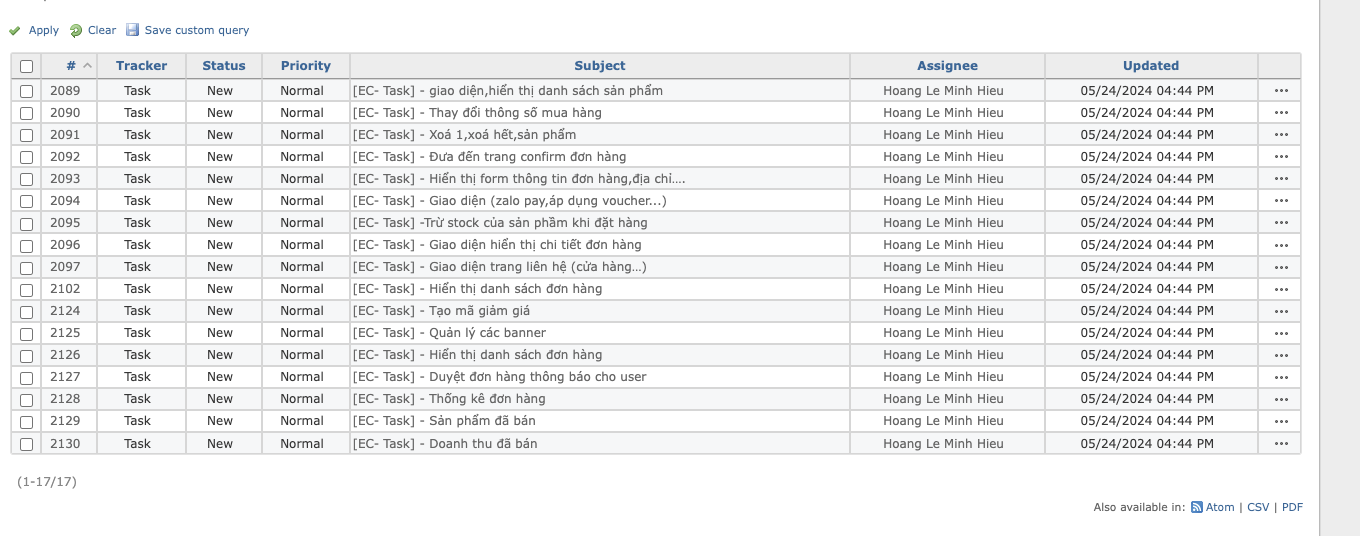 Apply Clear Save custom query
# Tracker Status Priority Subject Assignee Updated
2089 Task New Normal [EC- Task] - giao diện,hiển thị danh sách sản phẩm Hoang Le Minh Hieu 05/24/2024 04:44 PM ...
2090 Task New Normal [EC- Task] - Thay đổi thông số mua hàng Hoang Le Minh Hieu 05/24/2024 04:44 PM ...
2091 Task New Normal [EC- Task] - Xoá 1,xoá hết,sản phẩm Hoang Le Minh Hieu 05/24/2024 04:44 PM ...
2092 Task New Normal [EC- Task] - Đưa đến trang confirm đơn hàng Hoang Le Minh Hieu 05/24/2024 04:44 PM ...
2093 Task New Normal [EC- Task] - Hiển thị form thông tin đơn hàng,địa chỉ.... Hoang Le Minh Hieu 05/24/2024 04:44 PM ...
2094 Task New Normal [EC- Task] - Giao diện (zalo pay,áp dụng voucher...) Hoang Le Minh Hieu 05/24/2024 04:44 PM ...
2095 Task New Normal [EC- Task] -Trừ stock của sản phầm khi đặt hàng Hoang Le Minh Hieu 05/24/2024 04:44 PM ...
2096 Task New Normal [EC- Task] - Giao diện hiển thị chi tiết đơn hàng Hoang Le Minh Hieu 05/24/2024 04:44 PM ...
2097 Task New Normal [EC- Task] - Giao diện trang liên hệ (cửa hàng...) Hoang Le Minh Hieu 05/24/2024 04:44 PM ...
2102 Task New Normal [EC- Task] - Hiển thị danh sách đơn hàng Hoang Le Minh Hieu 05/24/2024 04:44 PM ...
2124 Task New Normal [EC- Task] - Tạo mã giảm giá Hoang Le Minh Hieu 05/24/2024 04:44 PM ...
2125 Task New Normal [EC- Task] - Quản lý các banner Hoang Le Minh Hieu 05/24/2024 04:44 PM ...
2126 Task New Normal [EC- Task] - Hiển thị danh sách đơn hàng Hoang Le Minh Hieu 05/24/2024 04:44 PM ...
2127 Task New Normal [EC- Task] - Duyệt đơn hàng thông báo cho user Hoang Le Minh Hieu 05/24/2024 04:44 PM ...
2128 Task New Normal [EC- Task] - Thống kê đơn hàng Hoang Le Minh Hieu 05/24/2024 04:44 PM ...
2129 Task New Normal [EC- Task] - Sản phẩm đã bán Hoang Le Minh Hieu 05/24/2024 04:44 PM ...
2130 Task New Normal [EC- Task] - Doanh thu đã bán Hoang Le Minh Hieu 05/24/2024 04:44 PM ...
(1-17/17)
Also available in: Atom | CSV | PDF